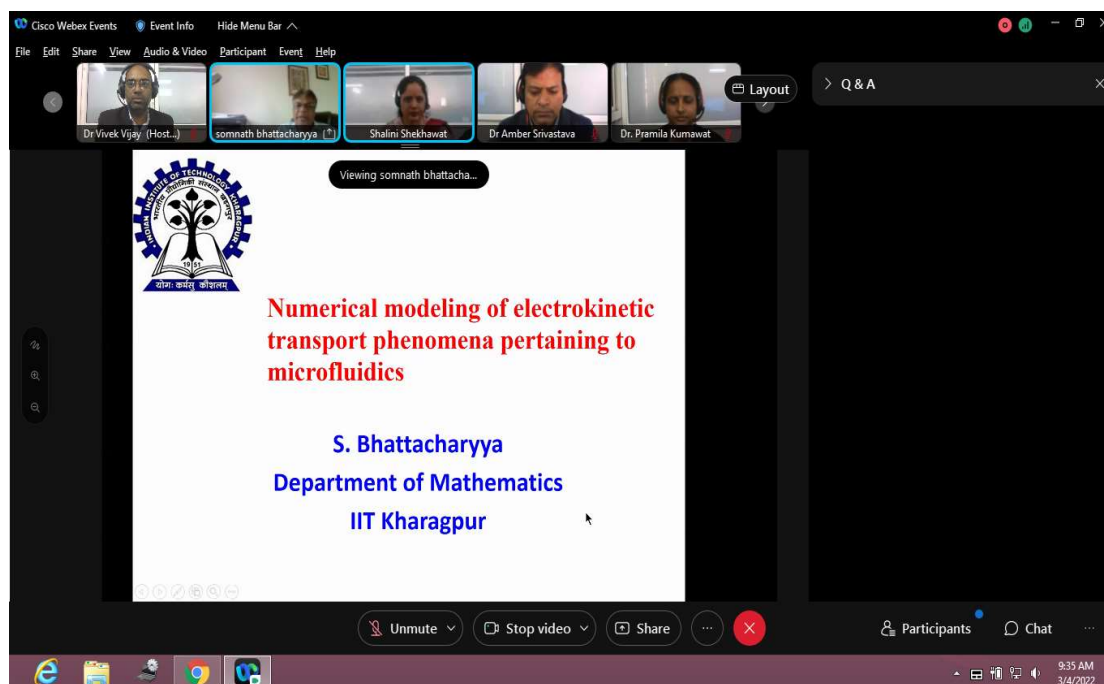 Cisco Webex Events Event Info Hide Menu Bar
File Edit Share View Audio & Video Participant Event Help
Layout
Q & A
Dr Vivek Vijay (Host...) somnath bhattacharyya Shalini Shekhawat Dr Amber Srivastava Dr. Pramila Kumawat
Viewing somnath bhattacha...
INDIAN INSTITUTE OF TECHNOLOGY KHARAGPUR
भारतीय प्रौद्योगिकी संस्थान खड़गपुर
1951
योगः कर्मसु कौशलम्
Numerical modeling of electrokinetic
transport phenomena pertaining to
microfluidics
S. Bhattacharyya
Department of Mathematics
IIT Kharagpur
Unmute Stop video Share Participants Chat
9:35 AM
3/4/2022